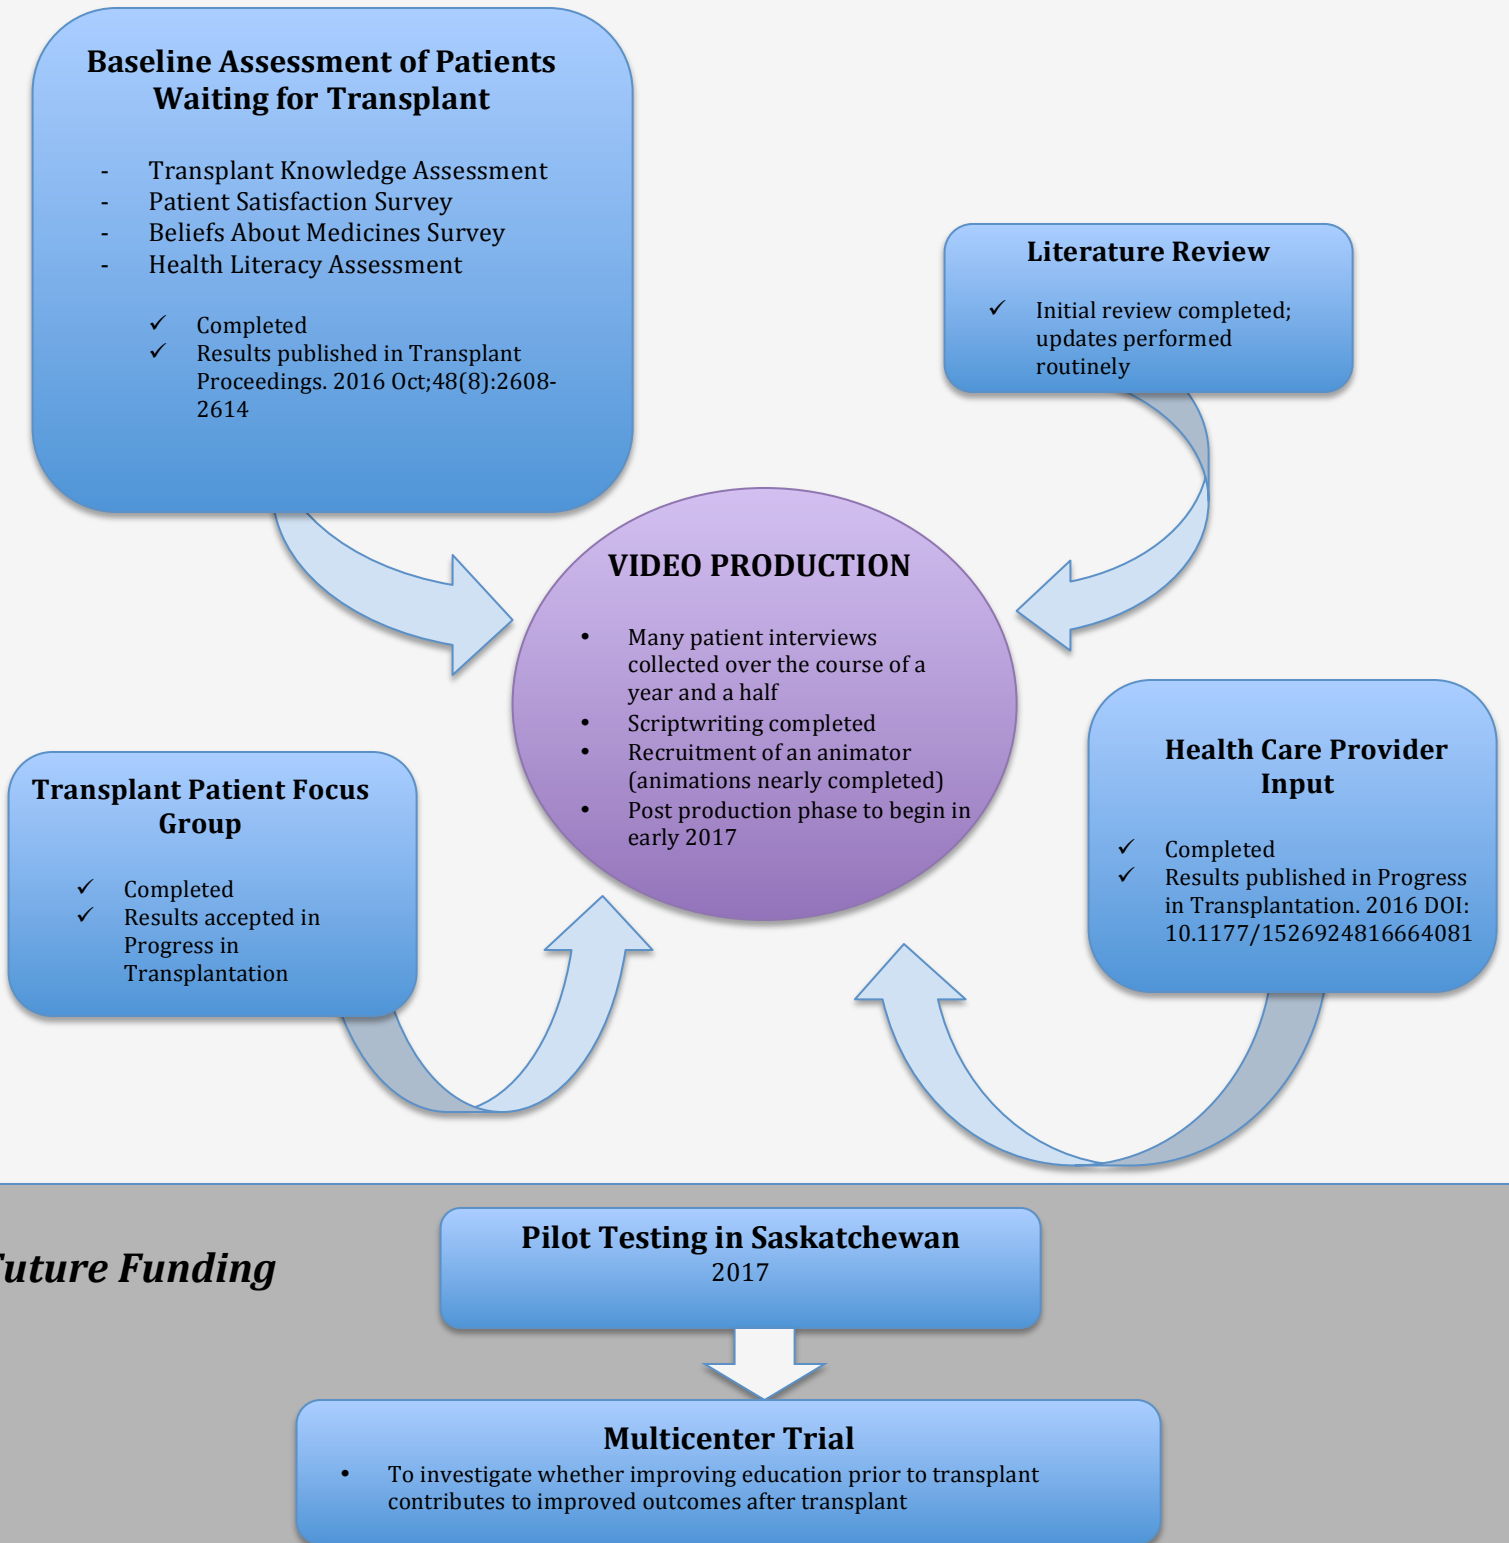 Baseline Assessment of Patients
Waiting for Transplant
- Transplant Knowledge Assessment
- Patient Satisfaction Survey
- Beliefs About Medicines Survey
- Health Literacy Assessment
✓ Completed
✓ Results published in Transplant
Proceedings. 2016 Oct;48(8):2608-
2614
Literature Review
✓ Initial review completed;
updates performed
routinely
VIDEO PRODUCTION
• Many patient interviews
collected over the course of a
year and a half
• Scriptwriting completed
• Recruitment of an animator
(animations nearly completed)
• Post production phase to begin in
early 2017
Transplant Patient Focus
Group
✓ Completed
✓ Results accepted in
Progress in
Transplantation
Health Care Provider
Input
✓ Completed
✓ Results published in Progress
in Transplantation. 2016 DOI:
10.1177/1526924816664081
Future Funding
Pilot Testing in Saskatchewan
2017
Multicenter Trial
• To investigate whether improving education prior to transplant
contributes to improved outcomes after transplant